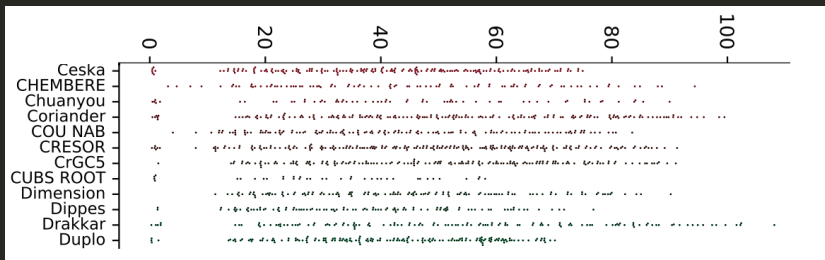 0 20 40 60 80 100
Ceska
CHEMBERE
Chuanyou
Coriander
COU NAB
CRESOR
CrGC5
CUBS ROOT
Dimension
Dippes
Drakkar
Duplo